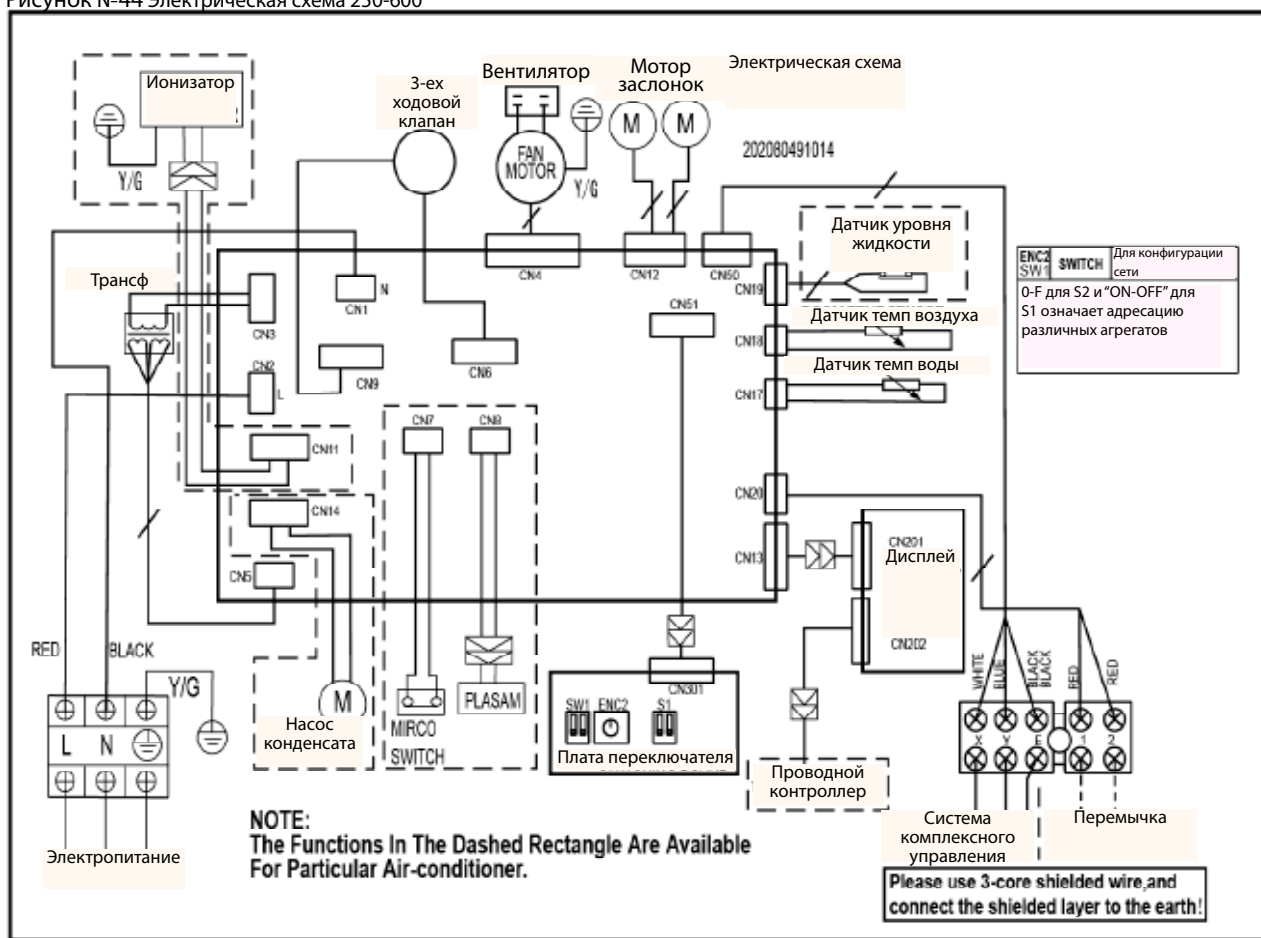 Рисунок №44 Электрическая схема 250-600
Ионизатор
Y/G
3-ех
ходовой
клапан
Вентилятор
FAN
MOTOR
Y/G
Мотор
заслонок
M
M
Электрическая схема
202080491014
Трансф
CN3
CN2
L
CN1
N
CN9
CN6
CN4
CN12
CN50
CN51
CN19
Датчик уровня
жидкости
CN18
Датчик темп воздуха
CN17
Датчик темп воды
ENC2
SW1
SWITCH
Для конфигурации
сети
0-F для S2 и "ON-OFF" для
S1 означает адресацию
различных агрегатов
CN11
CN14
CN5
CN7
CN8
CN20
CN13
CN201
Дисплей
CN202
RED
BLACK
Y/G
L
N
Электропитание
M
Насос
конденсата
MIRCO
SWITCH
PLASAM
CN301
SW1
ENC2
S1
Плата переключателя
Проводной
контроллер
WHITE
BLUE
BLACK
BLACK
RED
RED
X
Y
E
1
2
Система
комплексного
управления
Перемычка
NOTE:
The Functions In The Dashed Rectangle Are Available
For Particular Air-conditioner.
Please use 3-core shielded wire,and
connect the shielded layer to the earth!